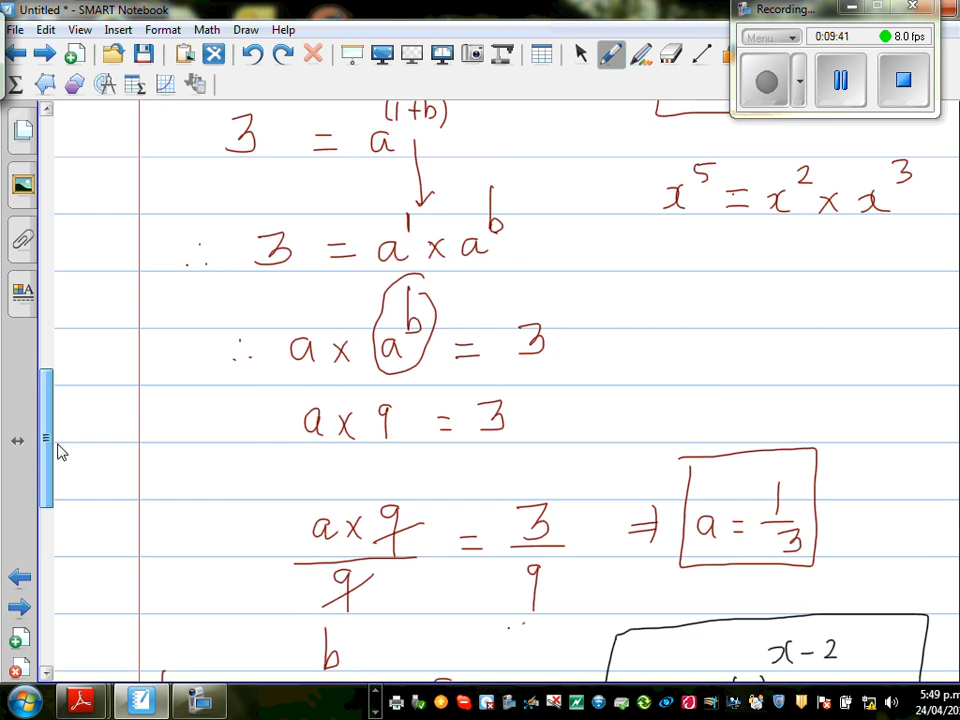 Untitled * - SMART Notebook
File Edit View Insert Format Math Draw Help
Recording...
Menu 0:09:41 8.0 fps
3 = a^(1+b)
x^5 = x^2 × x^3
∴ 3 = a^1 × a^b
∴ a × a^b = 3
a × 9 = 3
a × 9 / 9 = 3 / 9 ⇒ a = 1/3
b
x - 2
5:49 p.m
24/04/20